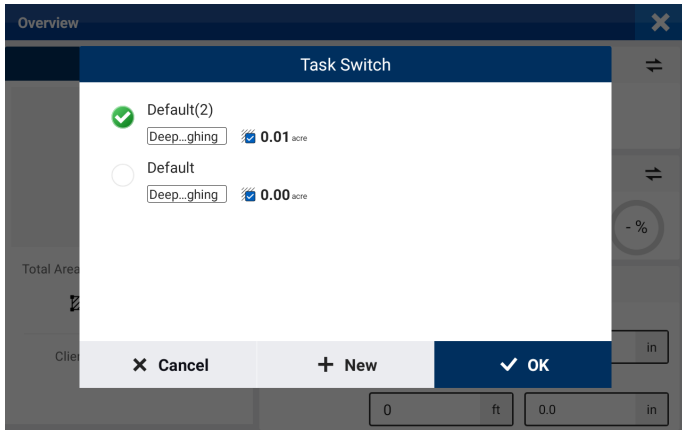 Overview
Task Switch
Default(2)
Deep...ghing 0.01 acre
Default
Deep...ghing 0.00 acre
- %
Total Area
Clier
in
Cancel New OK
0 ft 0.0 in